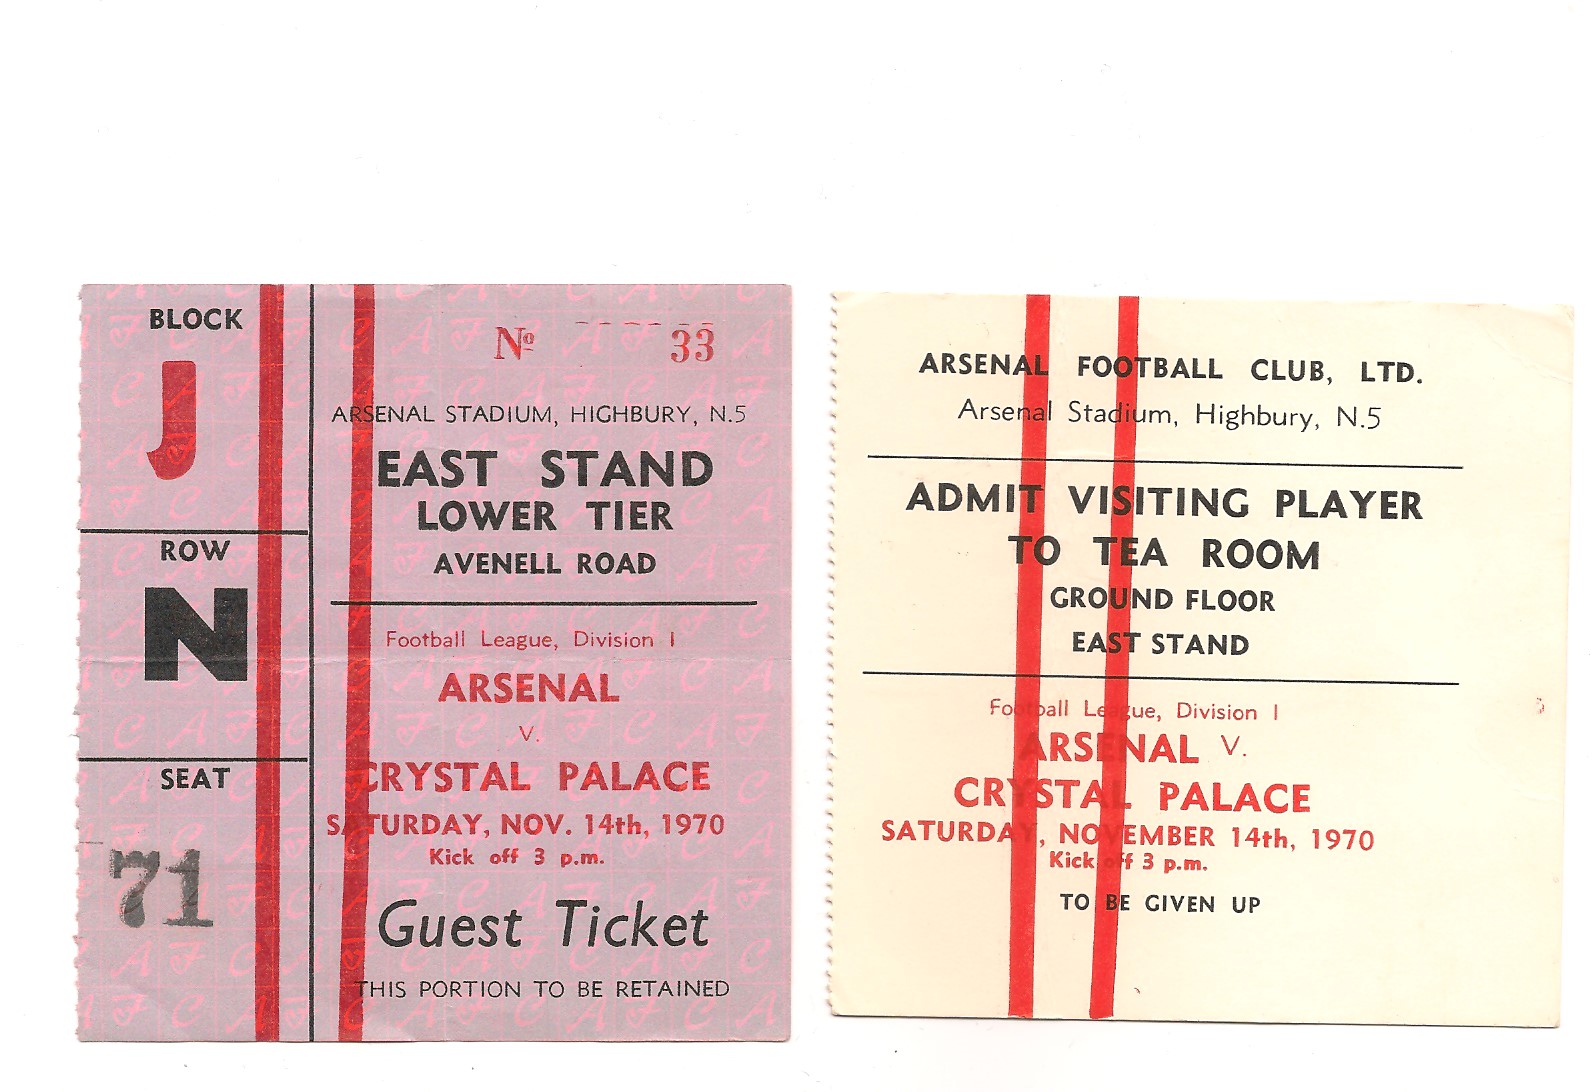 BLOCK
J
ROW
N
SEAT
71
Nº 33
ARSENAL STADIUM, HIGHBURY, N.5
EAST STAND
LOWER TIER
AVENELL ROAD
Football League, Division I
ARSENAL
v.
CRYSTAL PALACE
SATURDAY, NOV. 14th, 1970
Kick off 3 p.m.
Guest Ticket
THIS PORTION TO BE RETAINED
ARSENAL FOOTBALL CLUB, LTD.
Arsenal Stadium, Highbury, N.5
ADMIT VISITING PLAYER
TO TEA ROOM
GROUND FLOOR
EAST STAND
Football League, Division I
ARSENAL v.
CRYSTAL PALACE
SATURDAY, NOVEMBER 14th, 1970
Kick off 3 p.m.
TO BE GIVEN UP